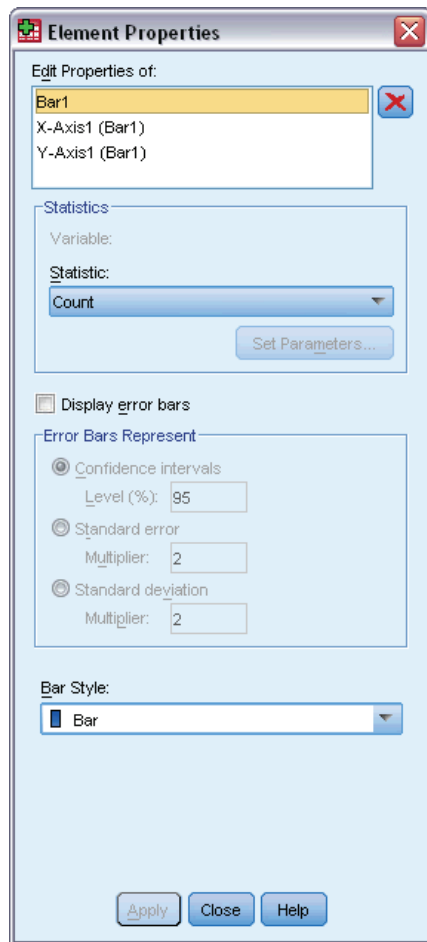 Element Properties
Edit Properties of:
Bar1
X-Axis1 (Bar1)
Y-Axis1 (Bar1)
Statistics
Variable:
Statistic:
Count
Set Parameters...
Display error bars
Error Bars Represent
Confidence intervals
Level (%): 95
Standard error
Multiplier: 2
Standard deviation
Multiplier: 2
Bar Style:
Bar
Apply Close Help